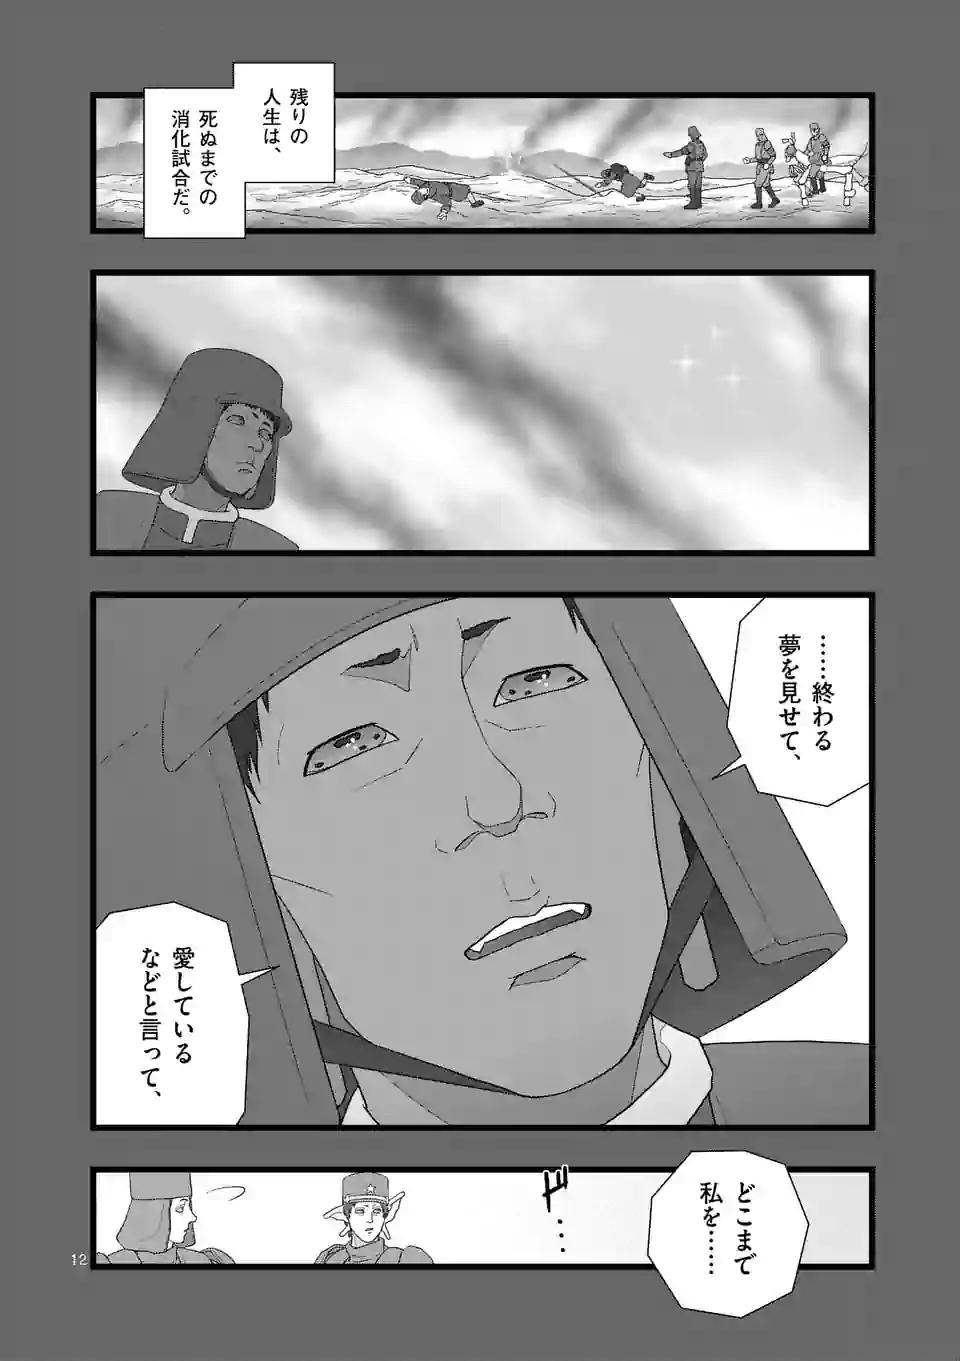 残りの
人生は、
死ぬまでの
消化試合だ。
……終わる
夢を見せて、
愛している
などと言って、
どこまで
私を……
ド…
12